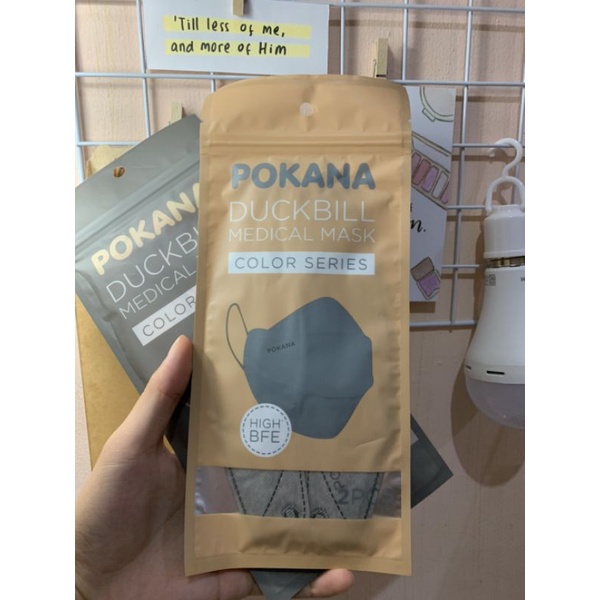 'Till less of me,
and more of Him
POKANA
DUCKBILL
MEDICAL MASK
COLOR SERIES
POKANA
HIGH
BFE
POKANA
DUCKBILL
MEDICAL
COLOR